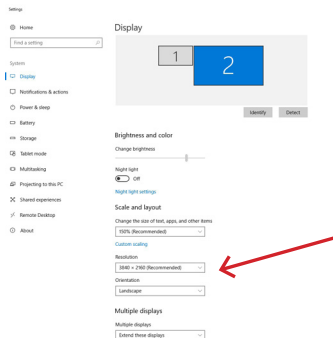 Settings
Home
Find a setting
System
Display
Notifications & actions
Power & sleep
Battery
Storage
Tablet mode
Multitasking
Projecting to this PC
Shared experiences
Remote Desktop
About
Display
1
2
Identify
Detect
Brightness and color
Change brightness
Night light
Off
Night light settings
Scale and layout
Change the size of text, apps, and other items
150% (Recommended)
Custom scaling
Resolution
3840 × 2160 (Recommended)
Orientation
Landscape
Multiple displays
Multiple displays
Extend these displays